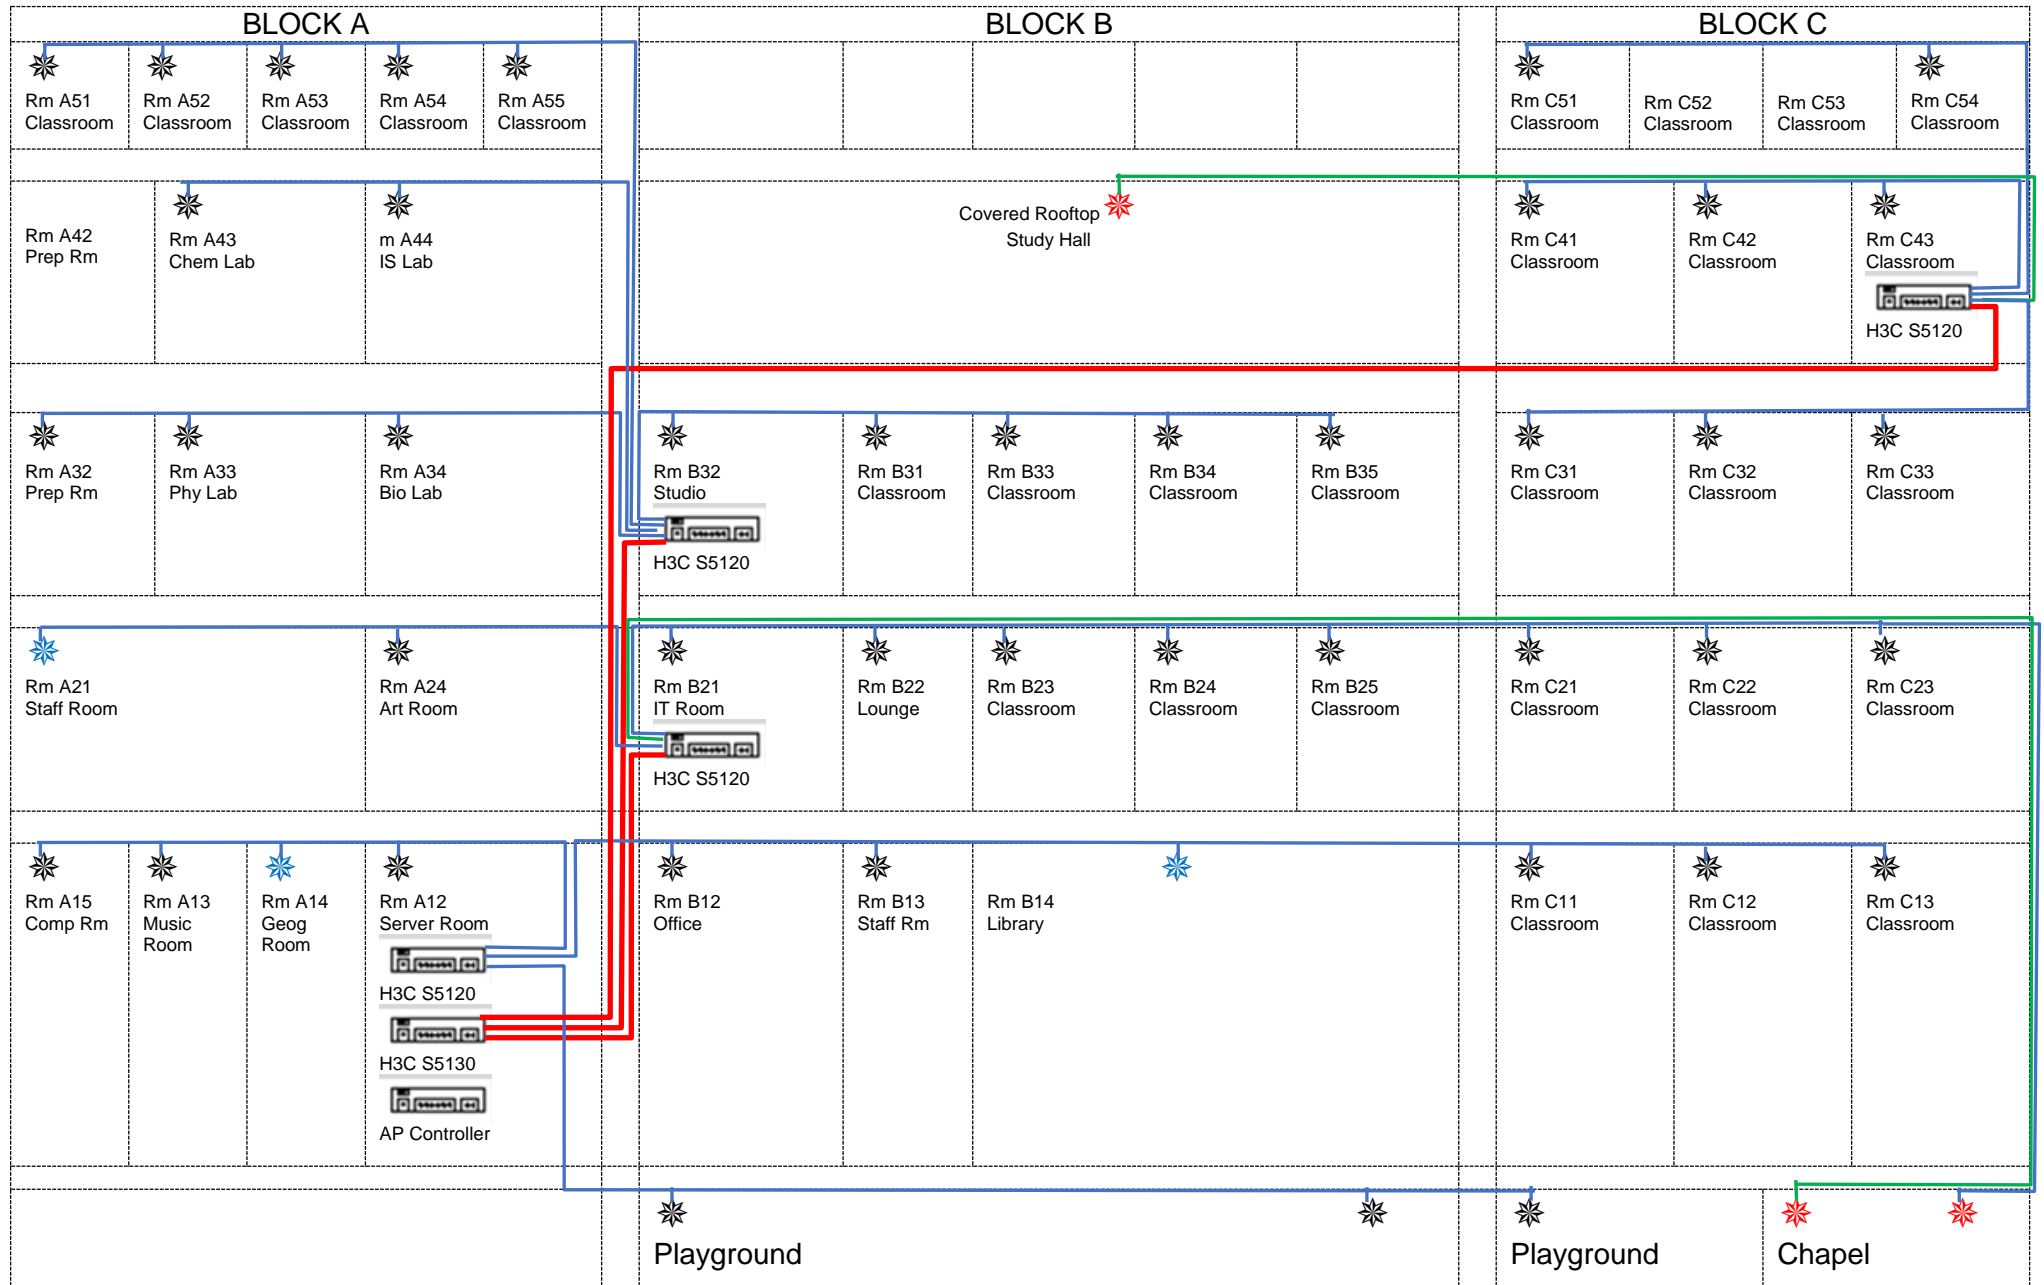 BLOCK A
BLOCK B
BLOCK C
Rm A51
Classroom
Rm A52
Classroom
Rm A53
Classroom
Rm A54
Classroom
Rm A55
Classroom
Rm C51
Classroom
Rm C52
Classroom
Rm C53
Classroom
Rm C54
Classroom
Rm A42
Prep Rm
Rm A43
Chem Lab
m A44
IS Lab
Covered Rooftop
Study Hall
Rm C41
Classroom
Rm C42
Classroom
Rm C43
Classroom
H3C S5120
Rm A32
Prep Rm
Rm A33
Phy Lab
Rm A34
Bio Lab
Rm B32
Studio
H3C S5120
Rm B31
Classroom
Rm B33
Classroom
Rm B34
Classroom
Rm B35
Classroom
Rm C31
Classroom
Rm C32
Classroom
Rm C33
Classroom
Rm A21
Staff Room
Rm A24
Art Room
Rm B21
IT Room
H3C S5120
Rm B22
Lounge
Rm B23
Classroom
Rm B24
Classroom
Rm B25
Classroom
Rm C21
Classroom
Rm C22
Classroom
Rm C23
Classroom
Rm A15
Comp Rm
Rm A13
Music
Room
Rm A14
Geog
Room
Rm A12
Server Room
H3C S5120
H3C S5130
AP Controller
Rm B12
Office
Rm B13
Staff Rm
Rm B14
Library
Rm C11
Classroom
Rm C12
Classroom
Rm C13
Classroom
Playground
Playground
Chapel